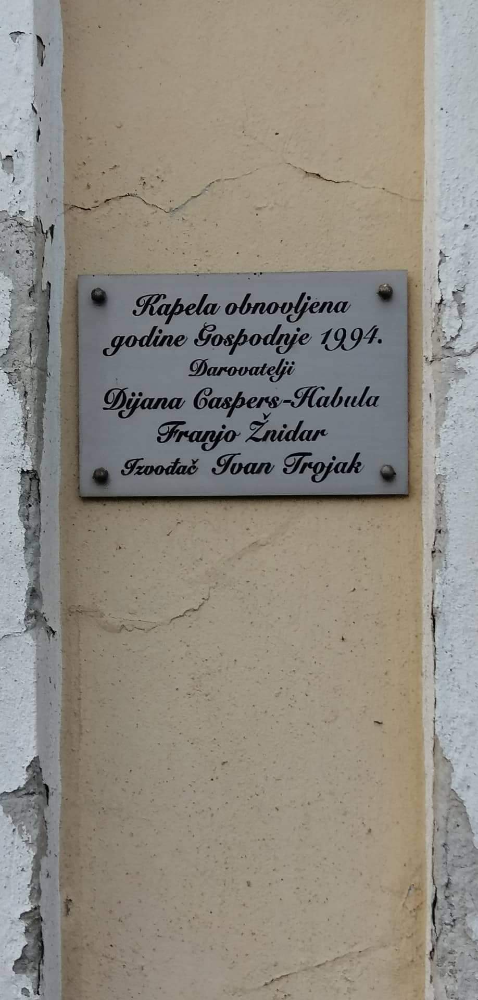 Kapela obnovljena
godine Gospodnje 1994.
Darovatelji
Dijana Caspers-Habula
Franjo Žnidar
Izvođač Ivan Trojak